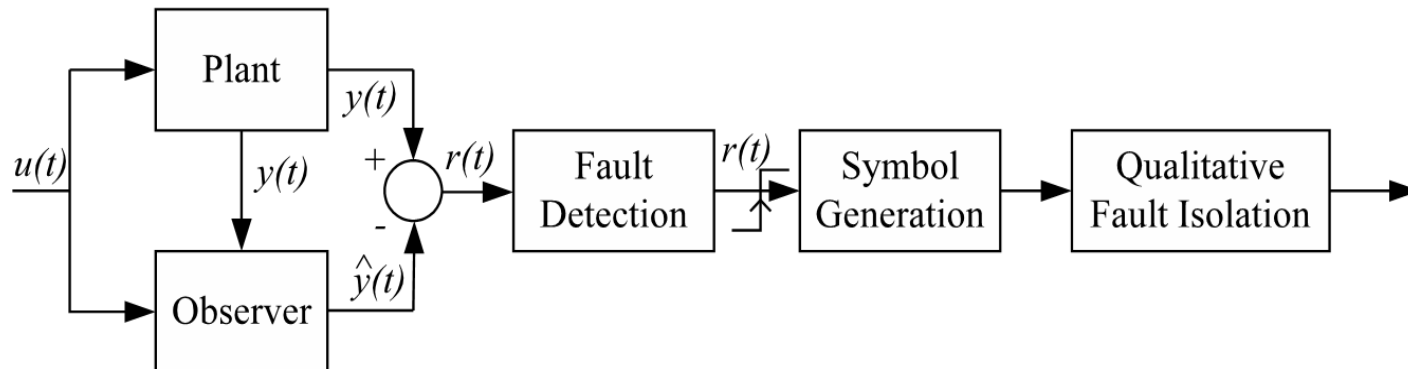 Plant
y(t)
u(t)
y(t)
+
r(t)
-
ŷ(t)
Observer
Fault
Detection
r(t)
Symbol
Generation
Qualitative
Fault Isolation